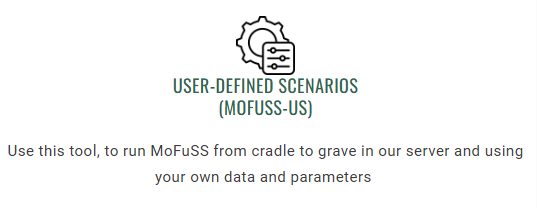 USER-DEFINED SCENARIOS
(MOFUSS-US)
Use this tool, to run MoFuSS from cradle to grave in our server and using
your own data and parameters